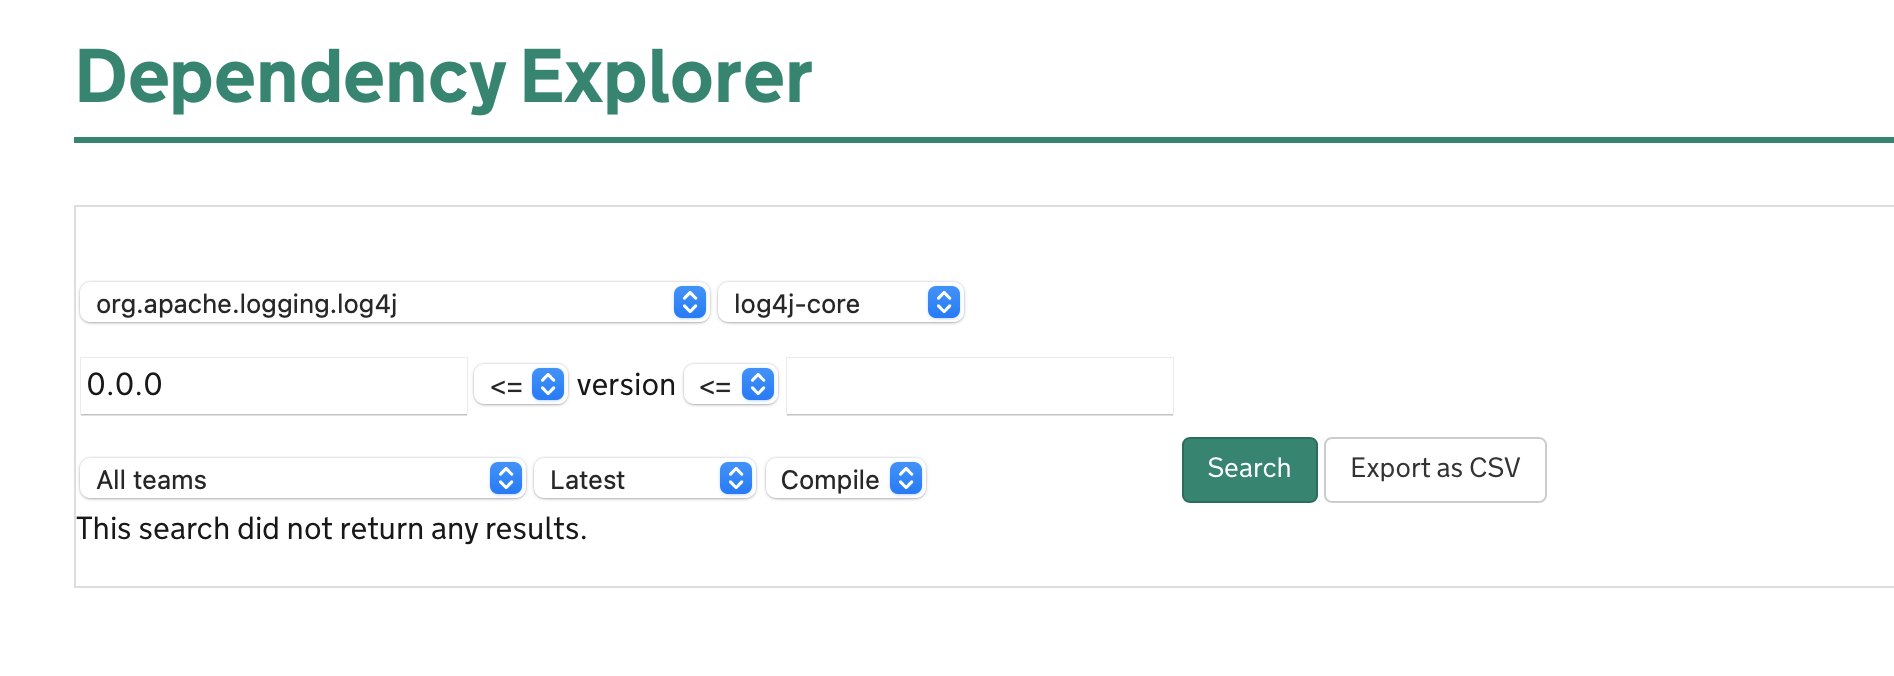 Dependency Explorer
org.apache.logging.log4j log4j-core
0.0.0 <= version <=
All teams Latest Compile Search Export as CSV
This search did not return any results.